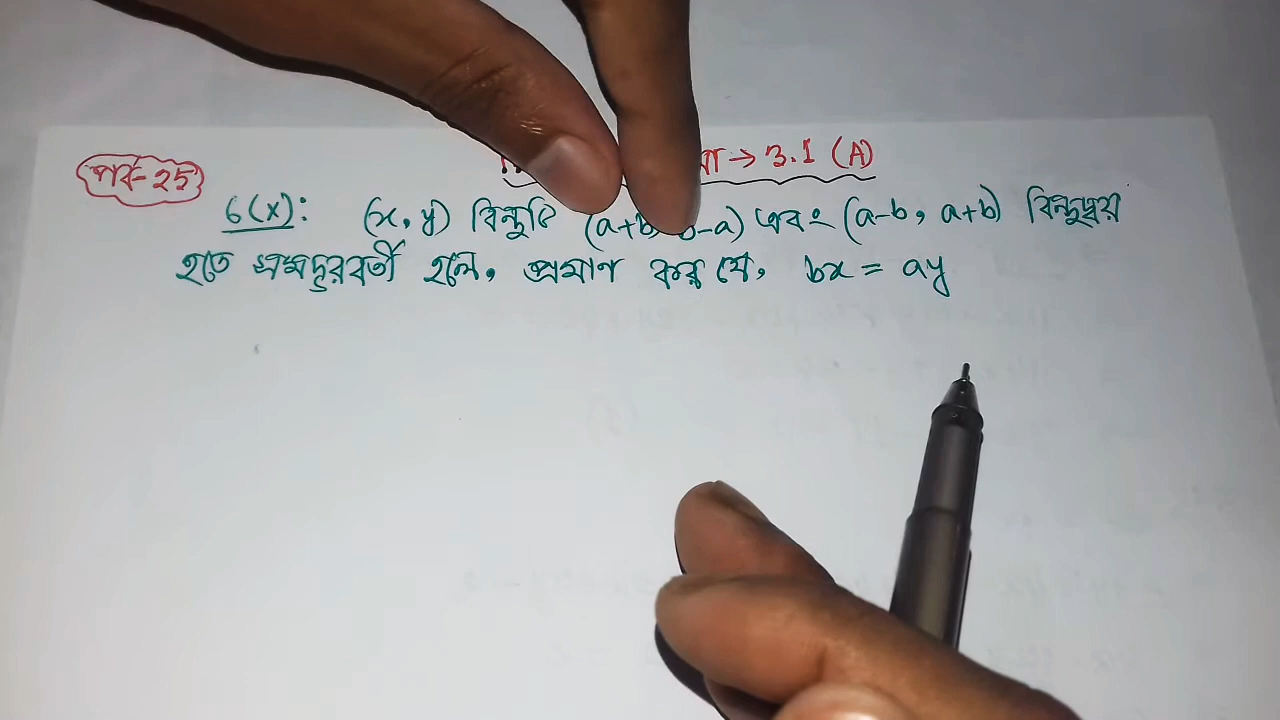 → 3.1 (A)
পর্ব-25
6(x): (x, y) বিন্দুটি (a+b, b-a) এবং (a-b, a+b) বিন্দুদ্বয়
হতে সমদূরবর্তী হলে, প্রমাণ কর যে, bx = ay